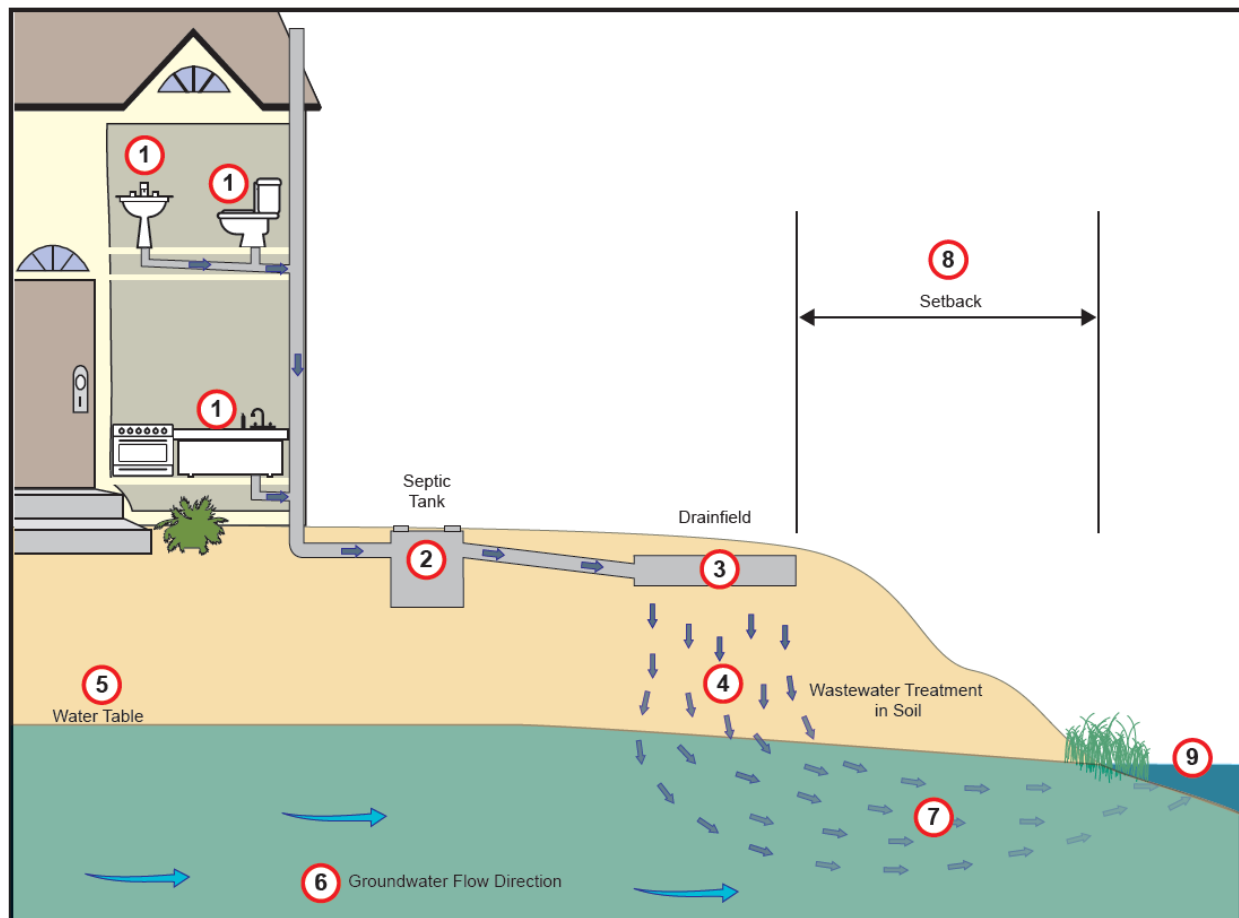 1
1
8
Setback
1
Septic
Tank
Drainfield
2
3
5
Water Table
4
Wastewater Treatment
in Soil
9
7
6
Groundwater Flow Direction